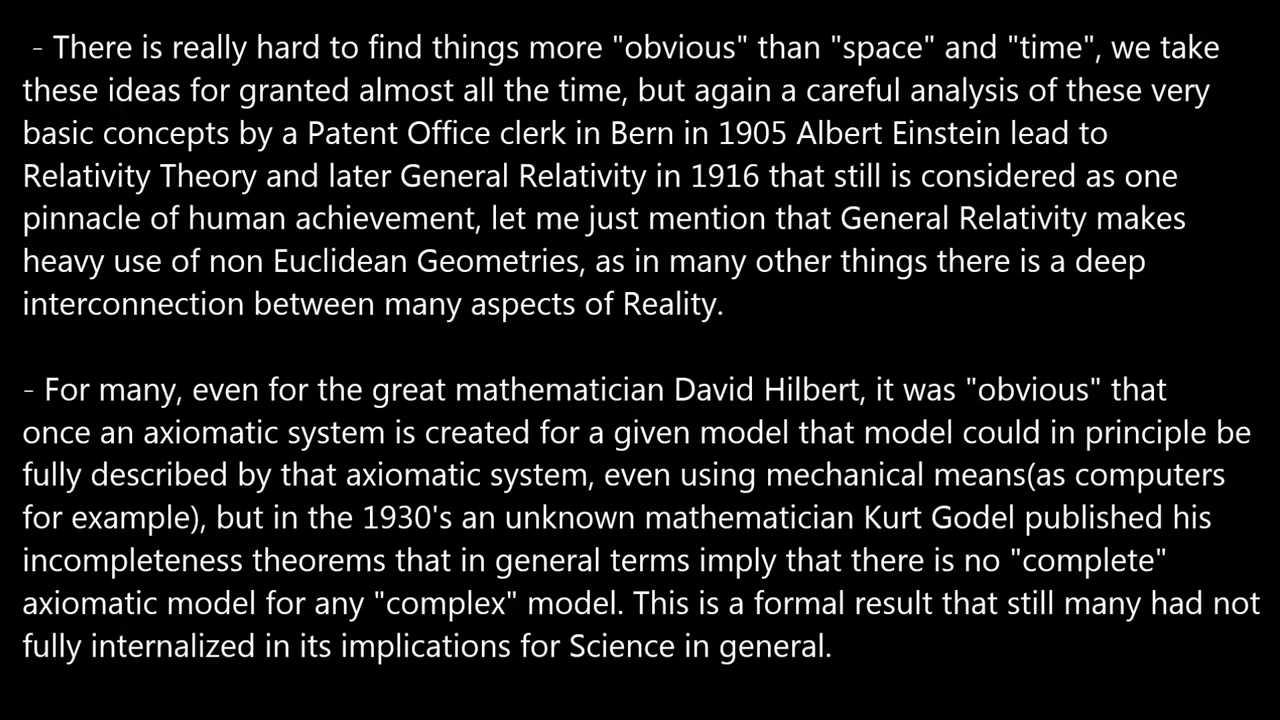 - There is really hard to find things more "obvious" than "space" and "time", we take
these ideas for granted almost all the time, but again a careful analysis of these very
basic concepts by a Patent Office clerk in Bern in 1905 Albert Einstein lead to
Relativity Theory and later General Relativity in 1916 that still is considered as one
pinnacle of human achievement, let me just mention that General Relativity makes
heavy use of non Euclidean Geometries, as in many other things there is a deep
interconnection between many aspects of Reality.
- For many, even for the great mathematician David Hilbert, it was "obvious" that
once an axiomatic system is created for a given model that model could in principle be
fully described by that axiomatic system, even using mechanical means(as computers
for example), but in the 1930's an unknown mathematician Kurt Godel published his
incompleteness theorems that in general terms imply that there is no "complete"
axiomatic model for any "complex" model. This is a formal result that still many had not
fully internalized in its implications for Science in general.